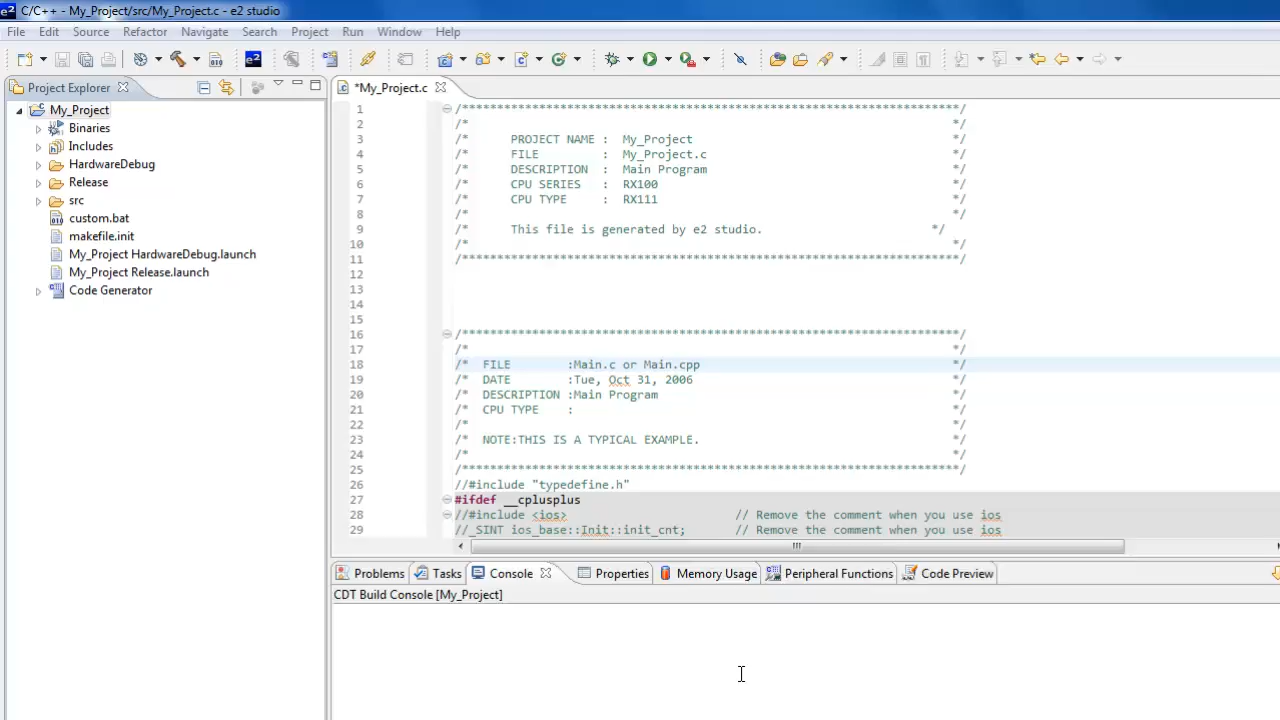 e2 C/C++ - My_Project/src/My_Project.c - e2 studio
File Edit Source Refactor Navigate Search Project Run Window Help
Project Explorer
My_Project
Binaries
Includes
HardwareDebug
Release
src
custom.bat
makefile.init
My_Project HardwareDebug.launch
My_Project Release.launch
Code Generator
*My_Project.c
1 /***********************************************************************/
2 /* */
3 /* PROJECT NAME : My_Project */
4 /* FILE : My_Project.c */
5 /* DESCRIPTION : Main Program */
6 /* CPU SERIES : RX100 */
7 /* CPU TYPE : RX111 */
8 /* */
9 /* This file is generated by e2 studio. */
10 /* */
11 /***********************************************************************/
12
13
14
15
16 /***********************************************************************/
17 /* */
18 /* FILE :Main.c or Main.cpp */
19 /* DATE :Tue, Oct 31, 2006 */
20 /* DESCRIPTION :Main Program */
21 /* CPU TYPE : */
22 /* */
23 /* NOTE:THIS IS A TYPICAL EXAMPLE. */
24 /* */
25 /***********************************************************************/
26 //#include "typedefine.h"
27 #ifdef __cplusplus
28 //#include <ios> // Remove the comment when you use ios
29 //_SINT ios_base::Init::init_cnt; // Remove the comment when you use ios
Problems Tasks Console Properties Memory Usage Peripheral Functions Code Preview
CDT Build Console [My_Project]